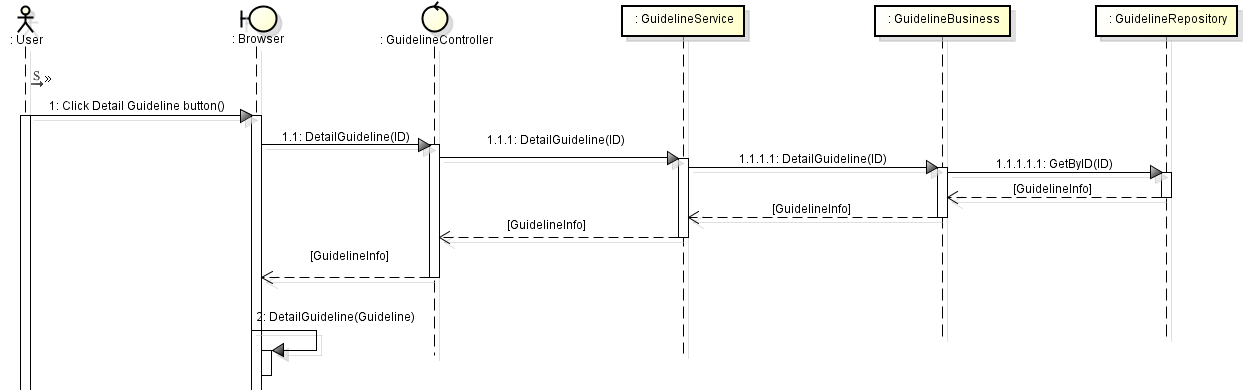 : GuidelineService
: GuidelineBusiness
: GuidelineRepository
: User
: Browser
: GuidelineController
S »
1: Click Detail Guideline button()
1.1: DetailGuideline(ID)
1.1.1: DetailGuideline(ID)
1.1.1.1: DetailGuideline(ID)
1.1.1.1.1: GetByID(ID)
[GuidelineInfo]
[GuidelineInfo]
[GuidelineInfo]
[GuidelineInfo]
2: DetailGuideline(Guideline)